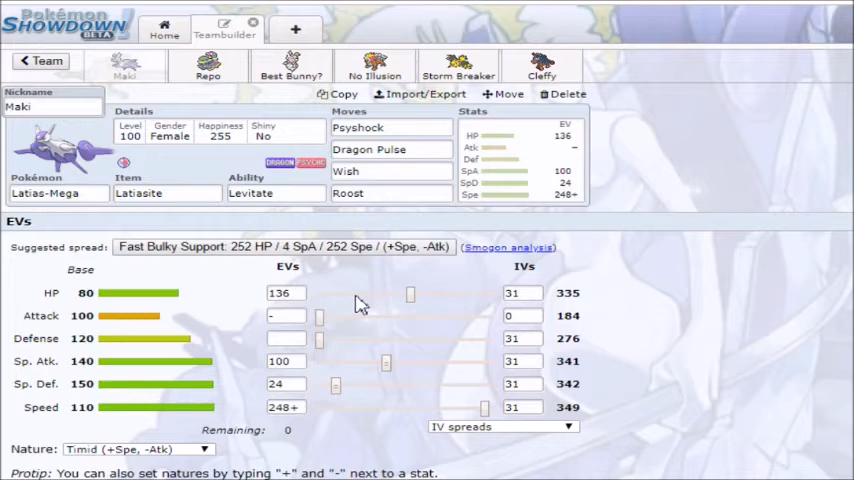 Pokémon
SHOWDOWN
BETA
Home
Teambuilder
+
< Team
Maki
Repo
Best Bunny?
No Illusion
Storm Breaker
Cleffy
Copy
Import/Export
Move
Delete
Nickname
Maki
Details
Level
100
Gender
Female
Happiness
255
Shiny
No
DRAGON PSYCHC
Pokémon
Latias-Mega
Item
Latiasite
Ability
Levitate
Moves
Psyshock
Dragon Pulse
Wish
Roost
Stats
EV
HP 136
Atk -
Def
SpA 100
SpD 24
Spe 248+
EVs
Suggested spread: Fast Bulky Support: 252 HP / 4 SpA / 252 Spe / (+Spe, -Atk) (Smogon analysis)
Base EVs IVs
HP 80 136 31 335
Attack 100 - 0 184
Defense 120 31 276
Sp. Atk. 140 100 31 341
Sp. Def. 150 24 31 342
Speed 110 248+ 31 349
Remaining: 0 IV spreads
Nature: Timid (+Spe, -Atk)
Protip: You can also set natures by typing "+" and "-" next to a stat.